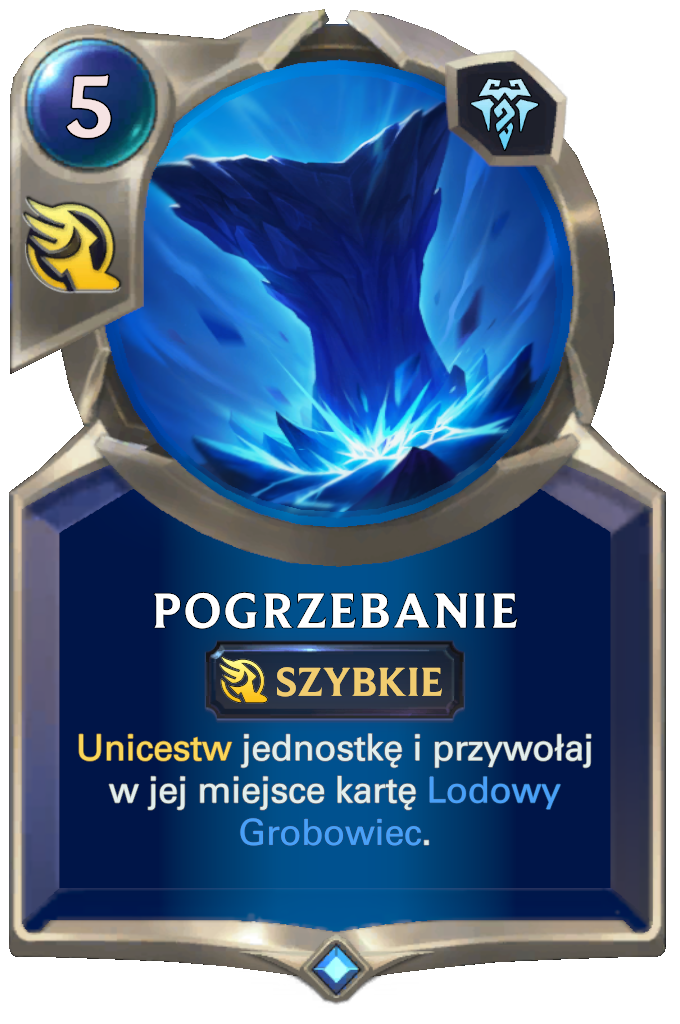 5
POGRZEBANIE
SZYBKIE
Unicestw jednostkę i przywołaj
w jej miejsce kartę Lodowy
Grobowiec.